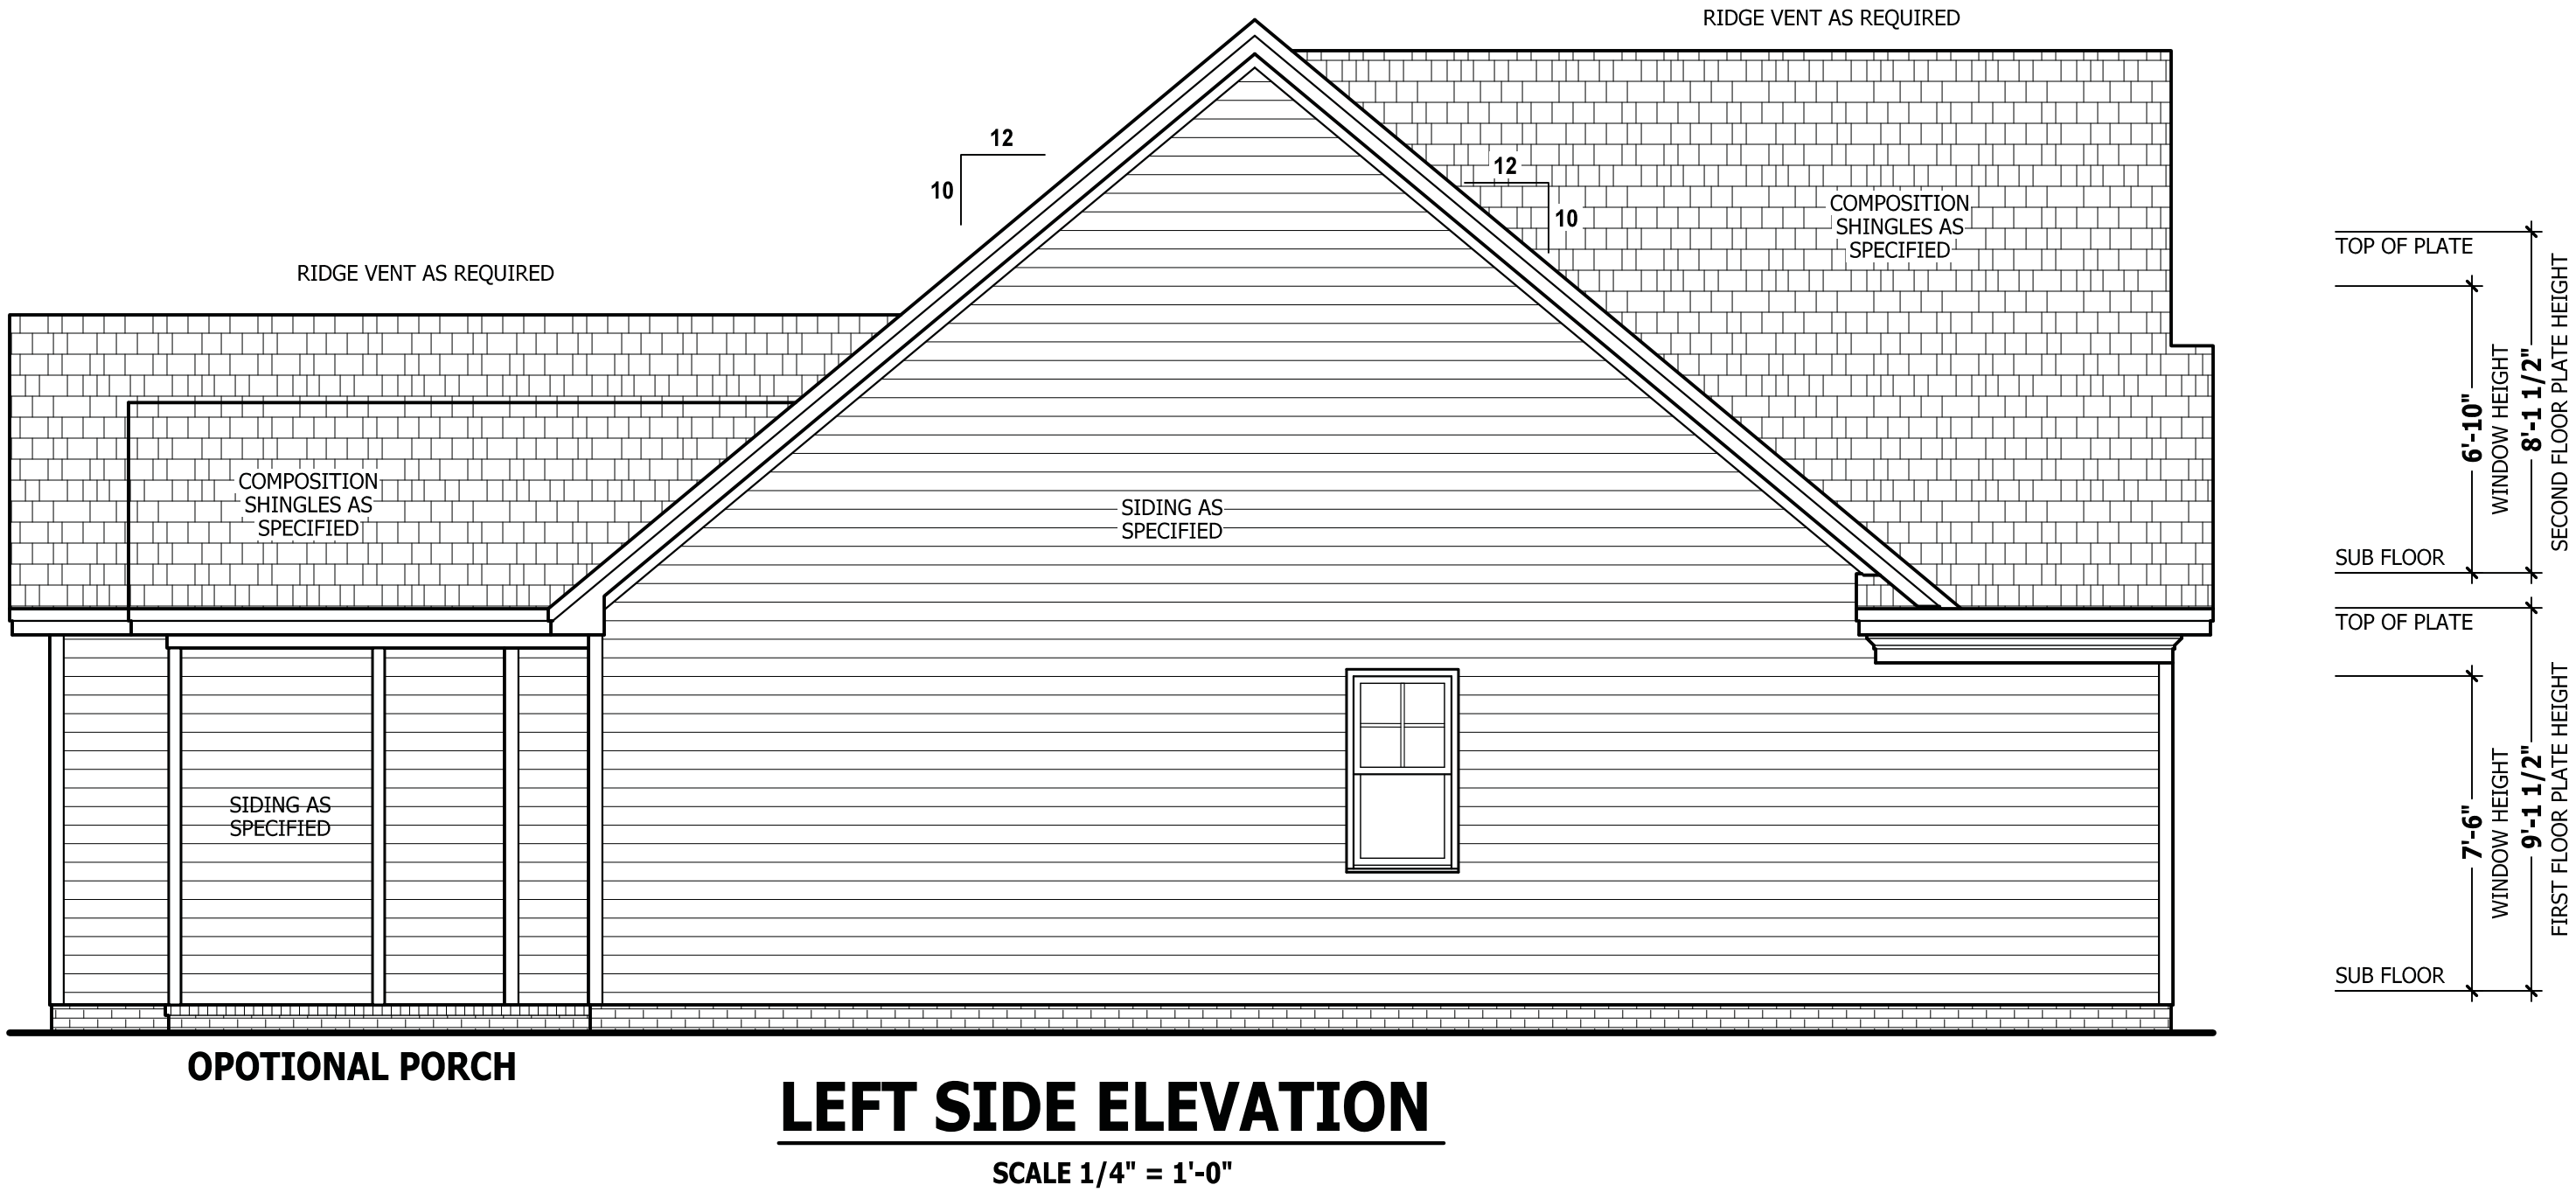 RIDGE VENT AS REQUIRED
12
10
12
10
COMPOSITION
SHINGLES AS
SPECIFIED
RIDGE VENT AS REQUIRED
COMPOSITION
SHINGLES AS
SPECIFIED
SIDING AS
SPECIFIED
SIDING AS
SPECIFIED
TOP OF PLATE
6'-10"
WINDOW HEIGHT
8'-1 1/2"
SECOND FLOOR PLATE HEIGHT
SUB FLOOR
TOP OF PLATE
7'-6"
WINDOW HEIGHT
9'-1 1/2"
FIRST FLOOR PLATE HEIGHT
SUB FLOOR
OPOTIONAL PORCH
LEFT SIDE ELEVATION
SCALE 1/4" = 1'-0"